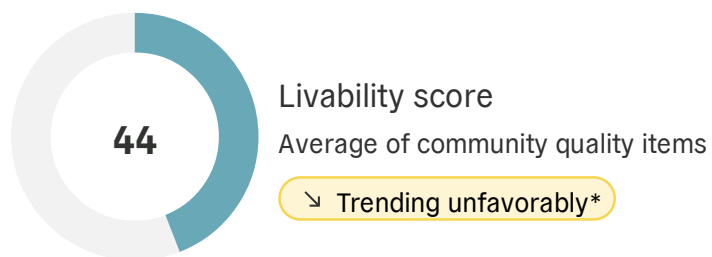 44
Livability score
Average of community quality items
↘ Trending unfavorably*